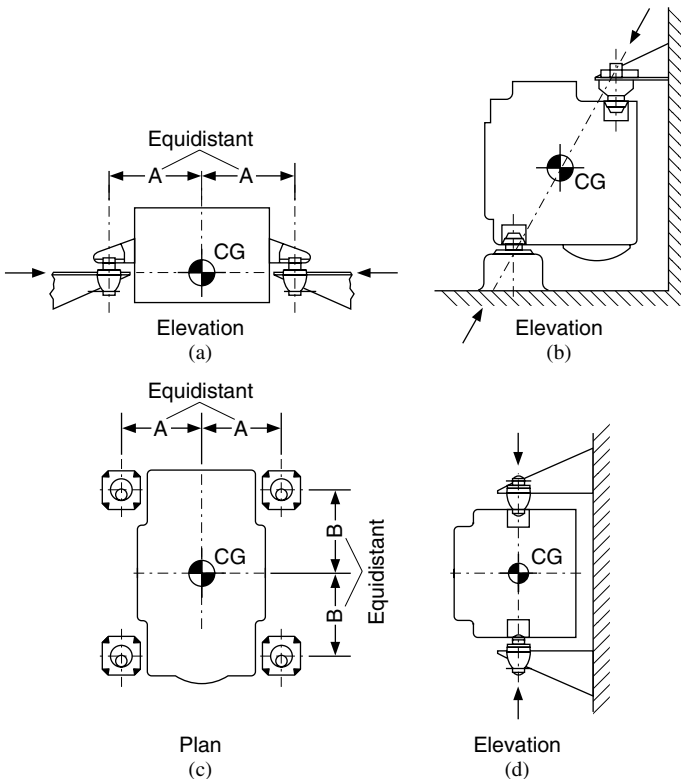 Equidistant
A A
CG
Elevation
(a)
CG
Elevation
(b)
Equidistant
A A
CG
B
B
Equidistant
Plan
(c)
CG
Elevation
(d)